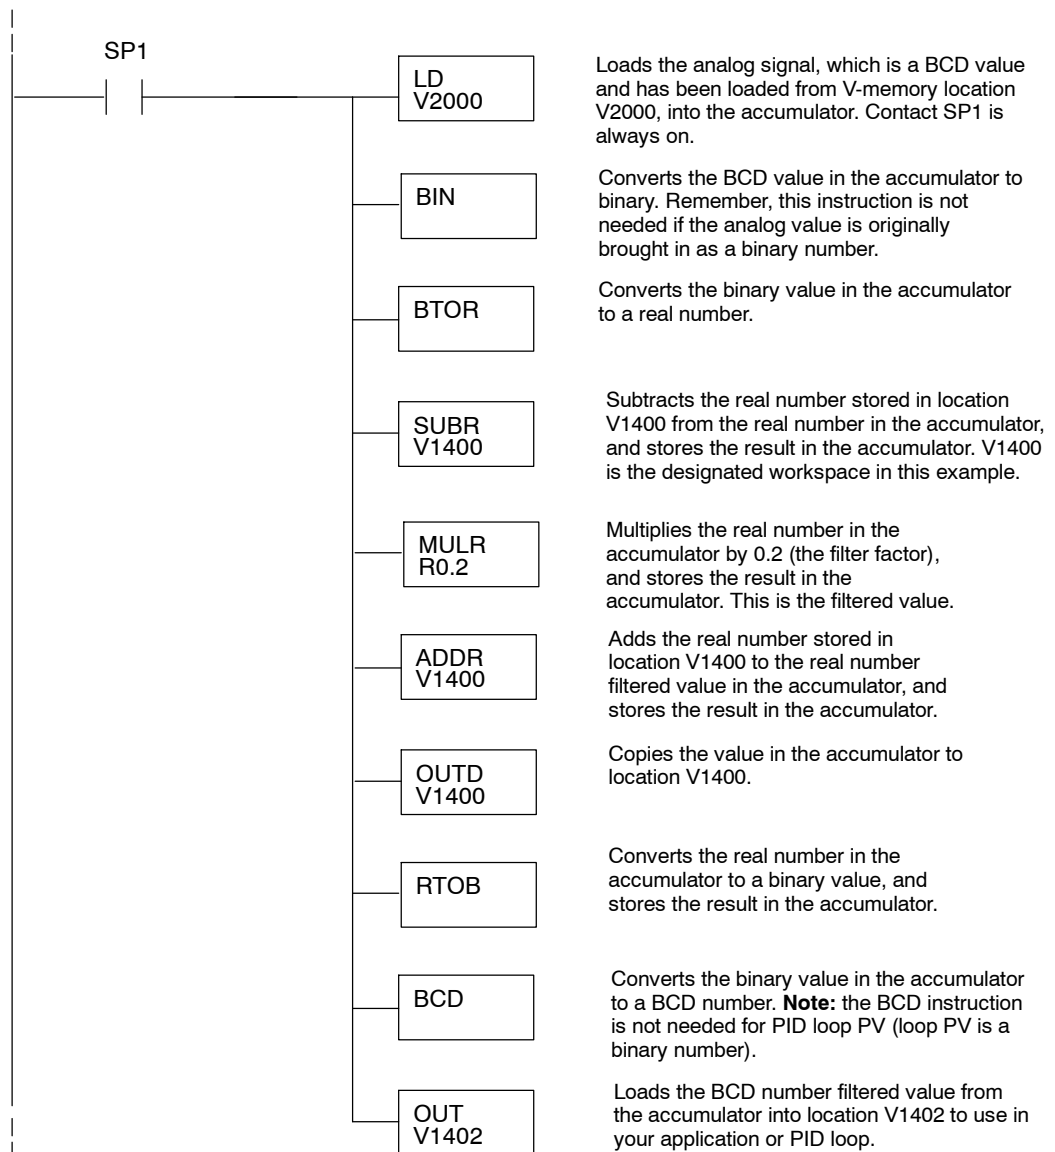 SP1
LD
V2000
Loads the analog signal, which is a BCD value
and has been loaded from V-memory location
V2000, into the accumulator. Contact SP1 is
always on.
BIN
Converts the BCD value in the accumulator to
binary. Remember, this instruction is not
needed if the analog value is originally
brought in as a binary number.
BTOR
Converts the binary value in the accumulator
to a real number.
SUBR
V1400
Subtracts the real number stored in location
V1400 from the real number in the accumulator,
and stores the result in the accumulator. V1400
is the designated workspace in this example.
MULR
R0.2
Multiplies the real number in the
accumulator by 0.2 (the filter factor),
and stores the result in the
accumulator. This is the filtered value.
ADDR
V1400
Adds the real number stored in
location V1400 to the real number
filtered value in the accumulator, and
stores the result in the accumulator.
OUTD
V1400
Copies the value in the accumulator to
location V1400.
RTOB
Converts the real number in the
accumulator to a binary value, and
stores the result in the accumulator.
BCD
Converts the binary value in the accumulator
to a BCD number. Note: the BCD instruction
is not needed for PID loop PV (loop PV is a
binary number).
OUT
V1402
Loads the BCD number filtered value from
the accumulator into location V1402 to use in
your application or PID loop.